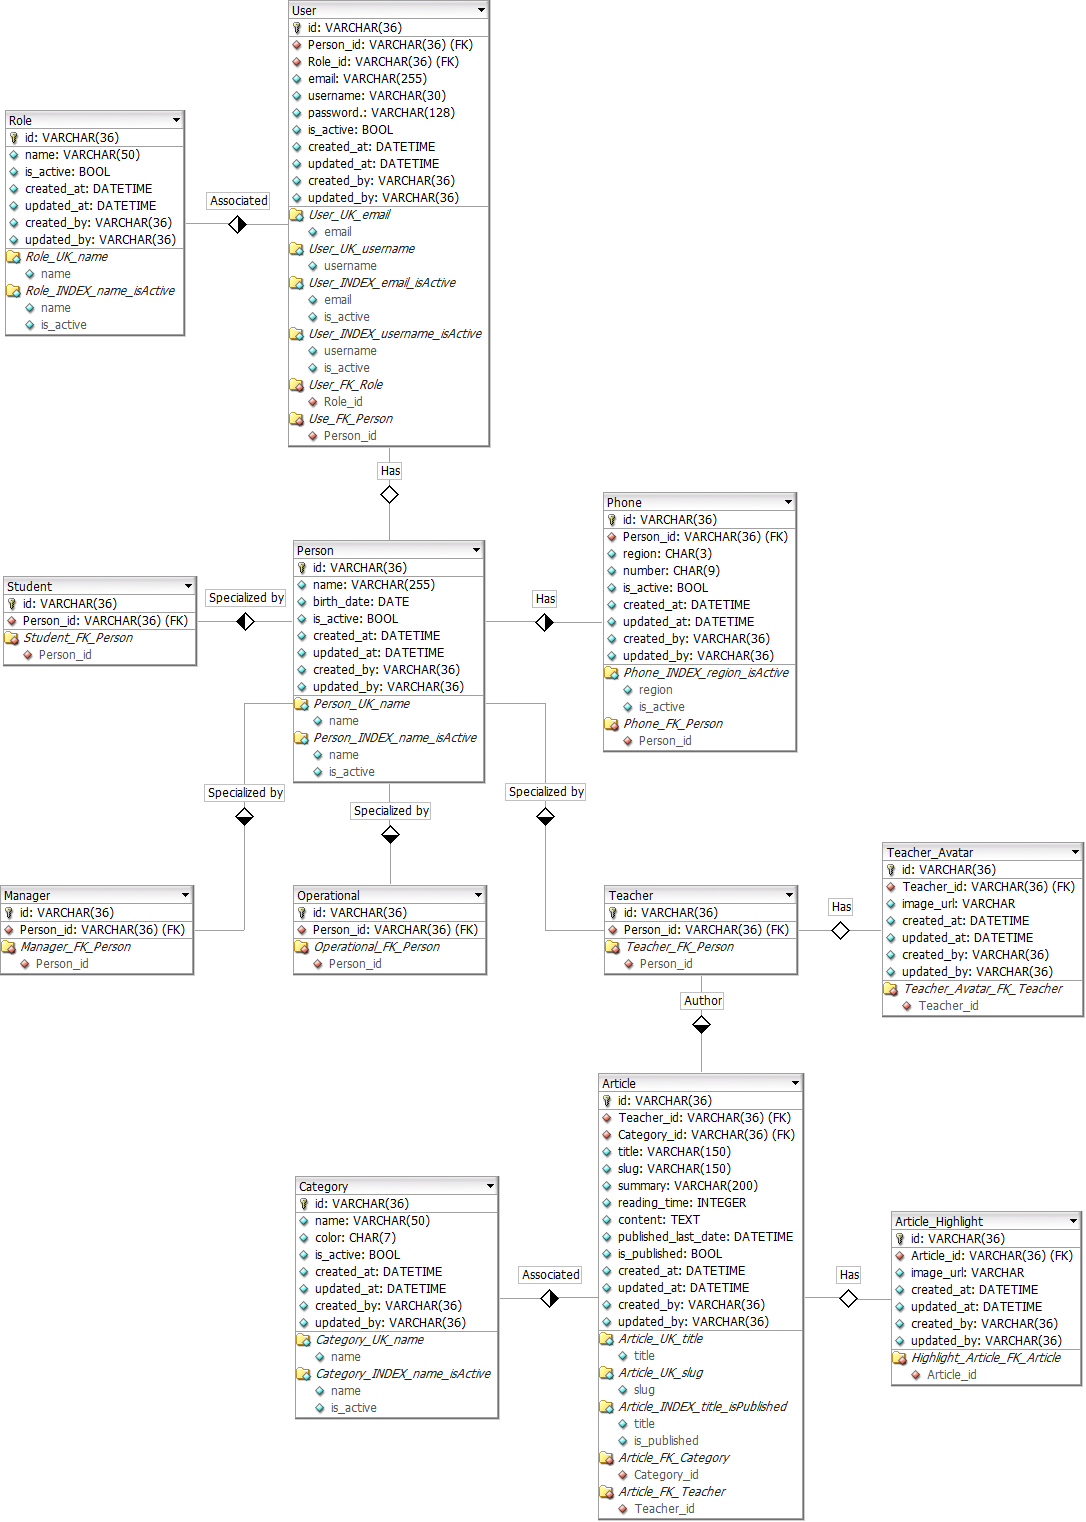 User
id: VARCHAR(36)
Person_id: VARCHAR(36) (FK)
Role_id: VARCHAR(36) (FK)
email: VARCHAR(255)
username: VARCHAR(30)
password.: VARCHAR(128)
is_active: BOOL
created_at: DATETIME
updated_at: DATETIME
created_by: VARCHAR(36)
updated_by: VARCHAR(36)
User_UK_email
email
User_UK_username
username
User_INDEX_email_isActive
email
is_active
User_INDEX_username_isActive
username
is_active
User_FK_Role
Role_id
Use_FK_Person
Person_id
Role
id: VARCHAR(36)
name: VARCHAR(50)
is_active: BOOL
created_at: DATETIME
updated_at: DATETIME
created_by: VARCHAR(36)
updated_by: VARCHAR(36)
Role_UK_name
name
Role_INDEX_name_isActive
name
is_active
Associated
Has
Person
id: VARCHAR(36)
name: VARCHAR(255)
birth_date: DATE
is_active: BOOL
created_at: DATETIME
updated_at: DATETIME
created_by: VARCHAR(36)
updated_by: VARCHAR(36)
Person_UK_name
name
Person_INDEX_name_isActive
name
is_active
Phone
id: VARCHAR(36)
Person_id: VARCHAR(36) (FK)
region: CHAR(3)
number: CHAR(9)
is_active: BOOL
created_at: DATETIME
updated_at: DATETIME
created_by: VARCHAR(36)
updated_by: VARCHAR(36)
Phone_INDEX_region_isActive
region
is_active
Phone_FK_Person
Person_id
Has
Student
id: VARCHAR(36)
Person_id: VARCHAR(36) (FK)
Student_FK_Person
Person_id
Specialized by
Specialized by
Specialized by
Specialized by
Manager
id: VARCHAR(36)
Person_id: VARCHAR(36) (FK)
Manager_FK_Person
Person_id
Operational
id: VARCHAR(36)
Person_id: VARCHAR(36) (FK)
Operational_FK_Person
Person_id
Teacher
id: VARCHAR(36)
Person_id: VARCHAR(36) (FK)
Teacher_FK_Person
Person_id
Has
Teacher_Avatar
id: VARCHAR(36)
Teacher_id: VARCHAR(36) (FK)
image_url: VARCHAR
created_at: DATETIME
updated_at: DATETIME
created_by: VARCHAR(36)
updated_by: VARCHAR(36)
Teacher_Avatar_FK_Teacher
Teacher_id
Author
Article
id: VARCHAR(36)
Teacher_id: VARCHAR(36) (FK)
Category_id: VARCHAR(36) (FK)
title: VARCHAR(150)
slug: VARCHAR(150)
summary: VARCHAR(200)
reading_time: INTEGER
content: TEXT
published_last_date: DATETIME
is_published: BOOL
created_at: DATETIME
updated_at: DATETIME
created_by: VARCHAR(36)
updated_by: VARCHAR(36)
Article_UK_title
title
Article_UK_slug
slug
Article_INDEX_title_isPublished
title
is_published
Article_FK_Category
Category_id
Article_FK_Teacher
Teacher_id
Category
id: VARCHAR(36)
name: VARCHAR(50)
color: CHAR(7)
is_active: BOOL
created_at: DATETIME
updated_at: DATETIME
created_by: VARCHAR(36)
updated_by: VARCHAR(36)
Category_UK_name
name
Category_INDEX_name_isActive
name
is_active
Associated
Has
Article_Highlight
id: VARCHAR(36)
Article_id: VARCHAR(36) (FK)
image_url: VARCHAR
created_at: DATETIME
updated_at: DATETIME
created_by: VARCHAR(36)
updated_by: VARCHAR(36)
Highlight_Article_FK_Article
Article_id